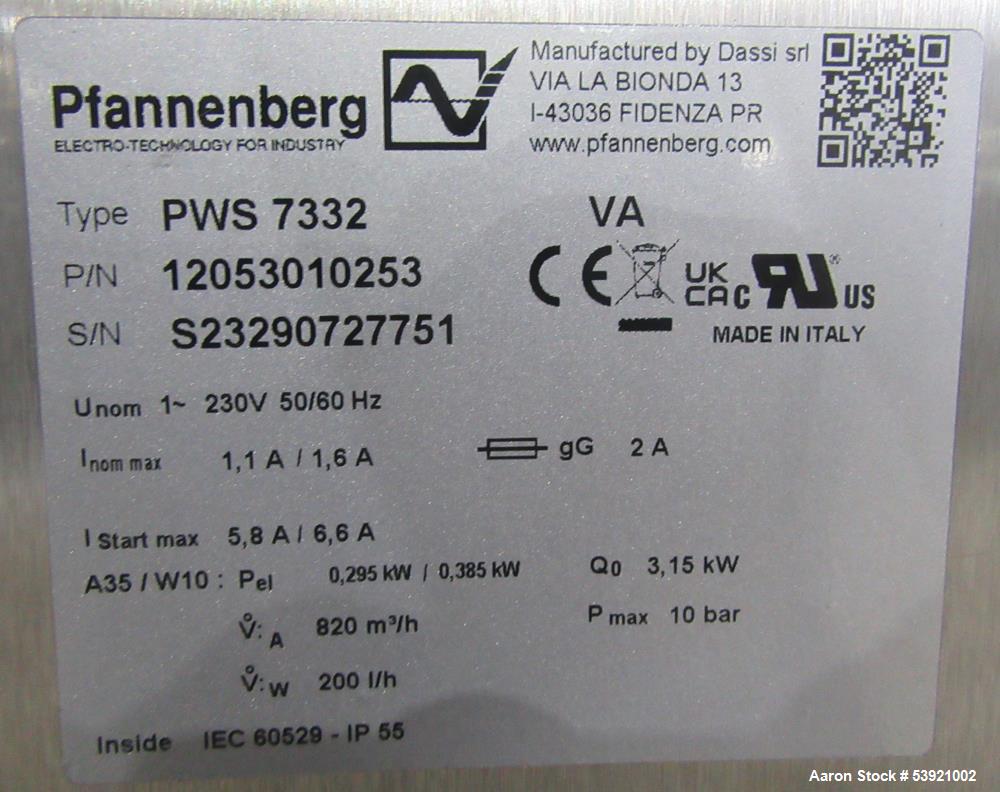 Pfannenberg
ELECTRO-TECHNOLOGY FOR INDUSTRY
Manufactured by Dassi srl
VIA LA BIONDA 13
I-43036 FIDENZA PR
www.pfannenberg.com
Type PWS 7332 VA
P/N 12053010253
S/N S23290727751
CE UK CA C RU ® US
MADE IN ITALY
Unom 1~ 230V 50/60 Hz
Inom max 1,1 A / 1,6 A gG 2 A
I Start max 5,8 A / 6,6 A
A35 / W10 : Pel 0,295 kW / 0,385 kW Q0 3,15 kW
V̊: A 820 m³/h P max 10 bar
V̊: W 200 l/h
Inside IEC 60529 - IP 55
Aaron Stock # 53921002